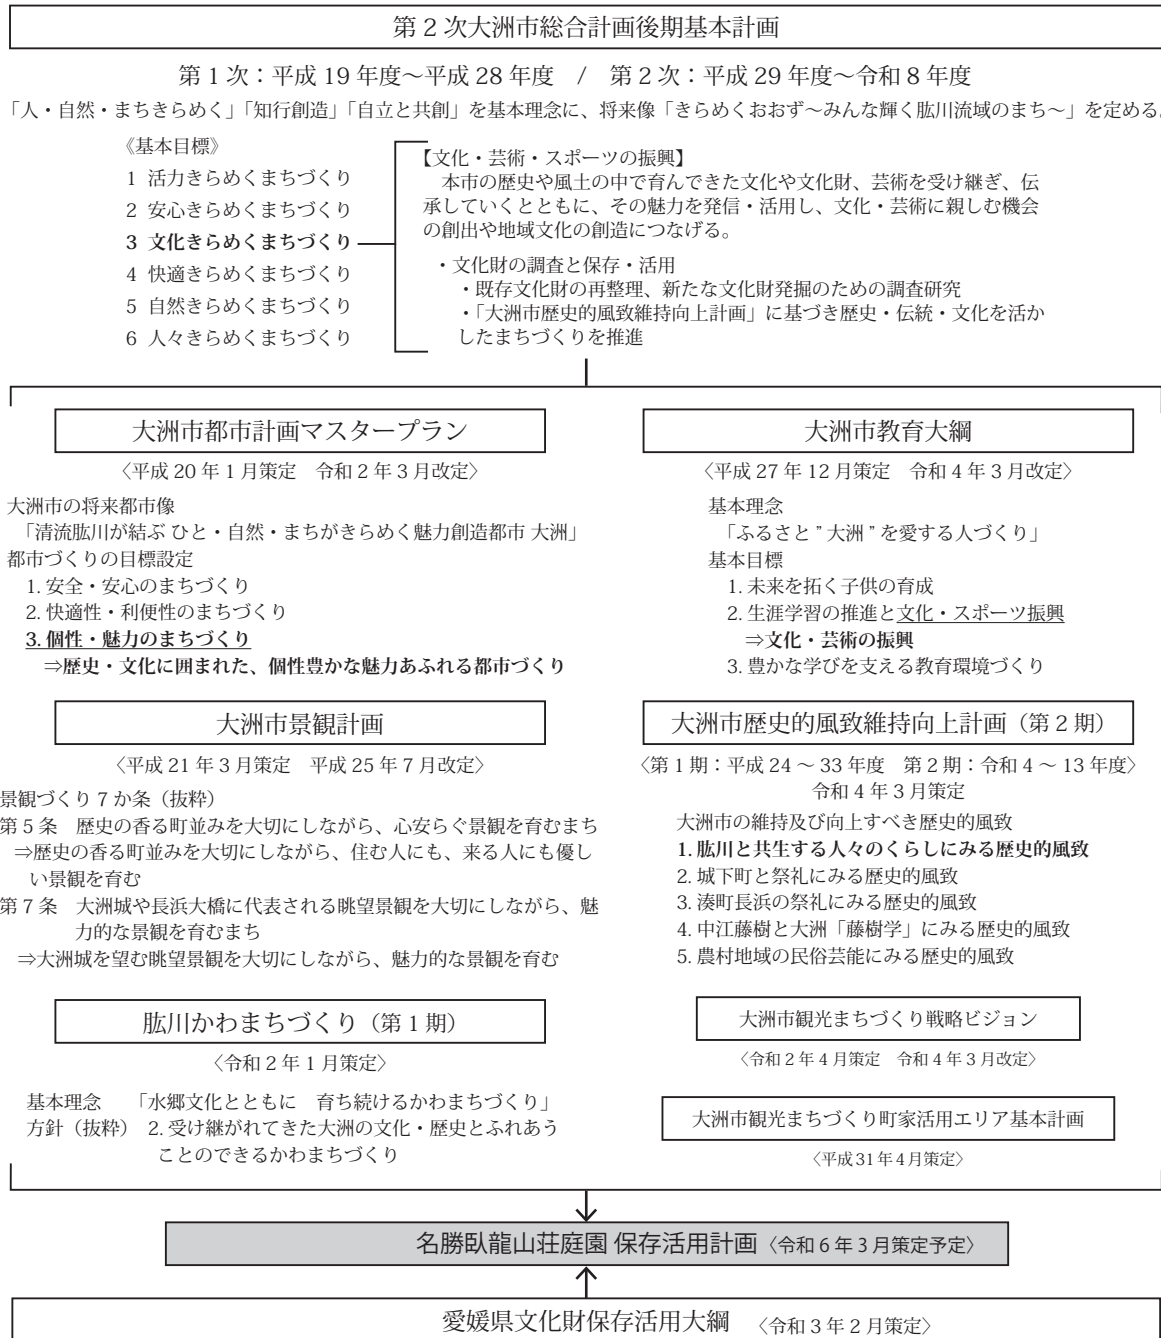 第２次大洲市総合計画後期基本計画
第１次：平成 19 年度～平成 28 年度　/　第２次：平成 29 年度～令和 8 年度
「人・自然・まちきらめく」「知行創造」「自立と共創」を基本理念に、将来像「きらめくおおず～みんな輝く肱川流域のまち～」を定める。
《基本目標》
1 活力きらめくまちづくり
2 安心きらめくまちづくり
3 文化きらめくまちづくり
4 快適きらめくまちづくり
5 自然きらめくまちづくり
6 人々きらめくまちづくり
【文化・芸術・スポーツの振興】
本市の歴史や風土の中で育んできた文化や文化財、芸術を受け継ぎ、伝
承していくとともに、その魅力を発信・活用し、文化・芸術に親しむ機会
の創出や地域文化の創造につなげる。
・文化財の調査と保存・活用
・既存文化財の再整理、新たな文化財発掘のための調査研究
・「大洲市歴史的風致維持向上計画」に基づき歴史・伝統・文化を活か
したまちづくりを推進
大洲市都市計画マスタープラン
〈平成 20 年 1 月策定　令和 2 年 3 月改定〉
大洲市の将来都市像
「清流肱川が結ぶ ひと・自然・まちがきらめく魅力創造都市 大洲」
都市づくりの目標設定
1. 安全・安心のまちづくり
2. 快適性・利便性のまちづくり
3. 個性・魅力のまちづくり
⇒歴史・文化に囲まれた、個性豊かな魅力あふれる都市づくり
大洲市教育大綱
〈平成 27 年 12 月策定　令和 4 年 3 月改定〉
基本理念
「ふるさと ” 大洲 ” を愛する人づくり」
基本目標
1. 未来を拓く子供の育成
2. 生涯学習の推進と文化・スポーツ振興
⇒文化・芸術の振興
3. 豊かな学びを支える教育環境づくり
大洲市景観計画
〈平成 21 年 3 月策定　平成 25 年 7 月改定〉
景観づくり 7 か条（抜粋）
第 5 条　歴史の香る町並みを大切にしながら、心安らぐ景観を育むまち
⇒歴史の香る町並みを大切にしながら、住む人にも、来る人にも優し
い景観を育む
第 7 条　大洲城や長浜大橋に代表される眺望景観を大切にしながら、魅
力的な景観を育むまち
⇒大洲城を望む眺望景観を大切にしながら、魅力的な景観を育む
大洲市歴史的風致維持向上計画（第 2 期）
〈第 1 期：平成 24 ～ 33 年度　第 2 期：令和 4 ～ 13 年度〉
令和 4 年 3 月策定
大洲市の維持及び向上すべき歴史的風致
1. 肱川と共生する人々のくらしにみる歴史的風致
2. 城下町と祭礼にみる歴史的風致
3. 湊町長浜の祭礼にみる歴史的風致
4. 中江藤樹と大洲「藤樹学」にみる歴史的風致
5. 農村地域の民俗芸能にみる歴史的風致
肱川かわまちづくり（第 1 期）
〈令和 2 年 1 月策定〉
基本理念　「水郷文化とともに　育ち続けるかわまちづくり」
方針（抜粋）　2. 受け継がれてきた大洲の文化・歴史とふれあう
ことのできるかわまちづくり
大洲市観光まちづくり戦略ビジョン
〈令和 2 年 4 月策定　令和 4 年 3 月改定〉
大洲市観光まちづくり町家活用エリア基本計画
〈平成 31 年 4 月策定〉
名勝臥龍山荘庭園 保存活用計画〈令和 6 年 3 月策定予定〉
愛媛県文化財保存活用大綱　〈令和 3 年 2 月策定〉